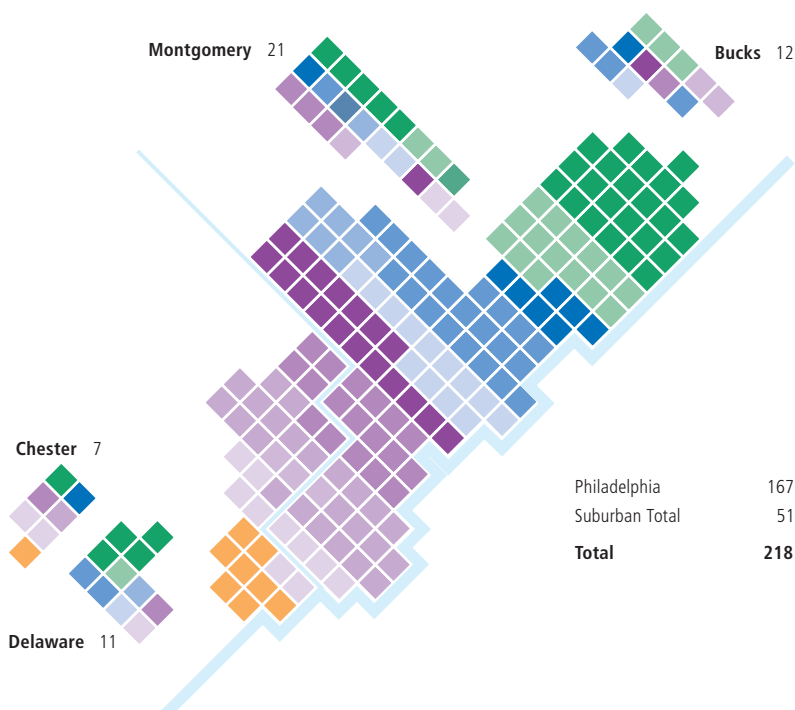 Montgomery 21
Bucks 12
Chester 7
Delaware 11
Philadelphia 167
Suburban Total 51
Total 218